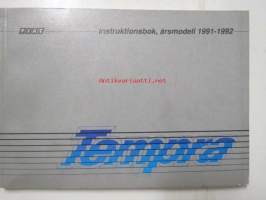 FIAT
Instruktionsbok, årsmodell 1991-1992
Antikvariaatti.net
Tempra